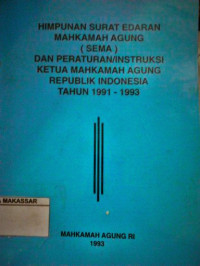 HIMPUNAN SURAT EDARAN
MAHKAMAH AGUNG
( SEMA )
DAN PERATURAN/INSTRUKSI
KETUA MAHKAMAH AGUNG
REPUBLIK INDONESIA
TAHUN 1991 - 1993
MAKASSAR
MAHKAMAH AGUNG RI
1993